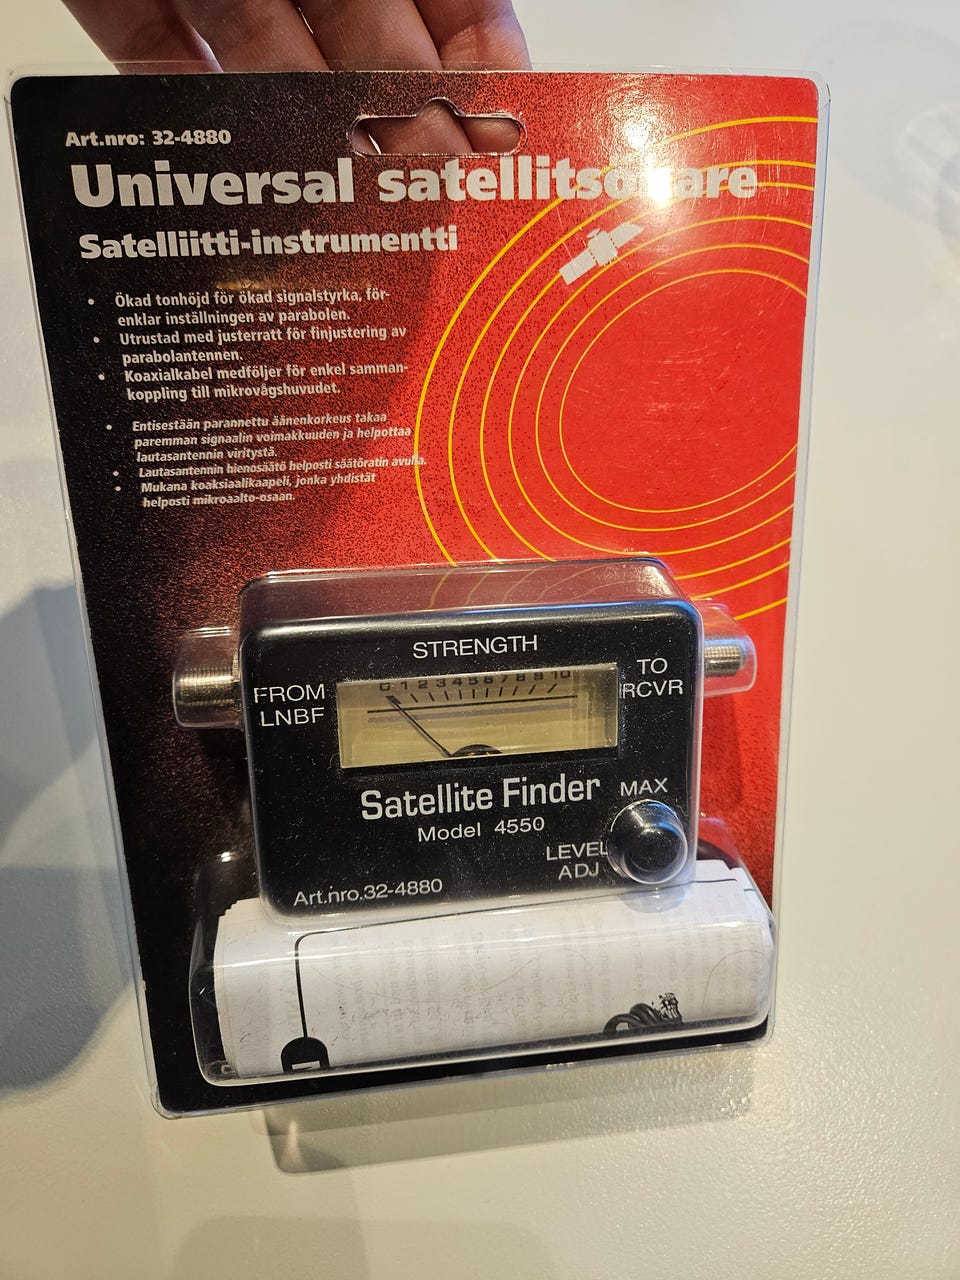 Art.nro: 32-4880
Universal satellitsökare
Satelliitti-instrumentti
• Ökad tonhöjd för ökad signalstyrka, för-
enklar inställningen av parabolen.
• Utrustad med justerratt för finjustering av
parabolantennen.
• Koaxialkabel medföljer för enkel samman-
koppling till mikrovågshuvudet.
• Entisestään parannettu äänenkorkeus takaa
paremman signaalin voimakkuuden ja helpottaa
lautasantennin viritystä.
• Lautasantennin hienosäätö helposti säätöratin avulla.
• Mukana koaksiaalikaapeli, jonka yhdistät
helposti mikroaalto-osaan.
STRENGTH
FROM
LNBF
0 1 2 3 4 5 6 7 8 9 10
TO
RCVR
Satellite Finder
Model 4550
MAX
LEVEL
ADJ
Art.nro.32-4880